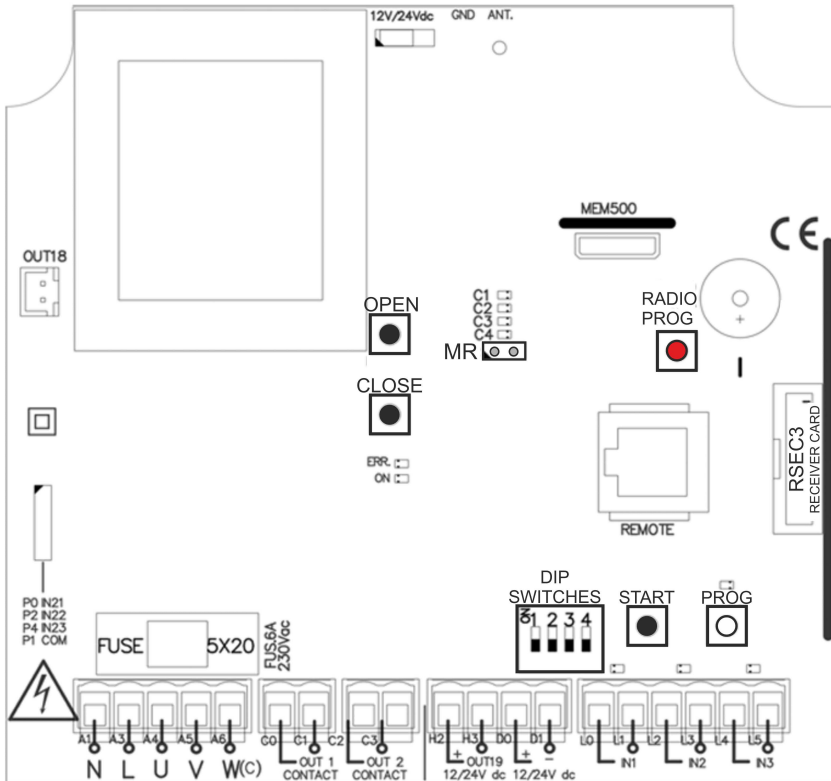 12V/24Vdc GND ANT.
MEM500
CE
OUT18
OPEN
C1
C2
C3
C4
MR
RADIO
PROG
+
CLOSE
ERR.
ON
RSEC3
RECEIVER CARD
REMOTE
P0 IN21
P2 IN22
P4 IN23
P1 COM
DIP
SWITCHES
ON
1 2 3 4
START
PROG
FUSE 5X20
FUS.6A
230Vac
A1 A3 A4 A5 A6 C0 C1 C2 C3 H2 H3 D0 D1 L0 L1 L2 L3 L4 L5
N L U V W(C)
OUT 1
CONTACT
OUT 2
CONTACT
+ OUT19
12/24V dc
+ −
12/24V dc
IN1 IN2 IN3